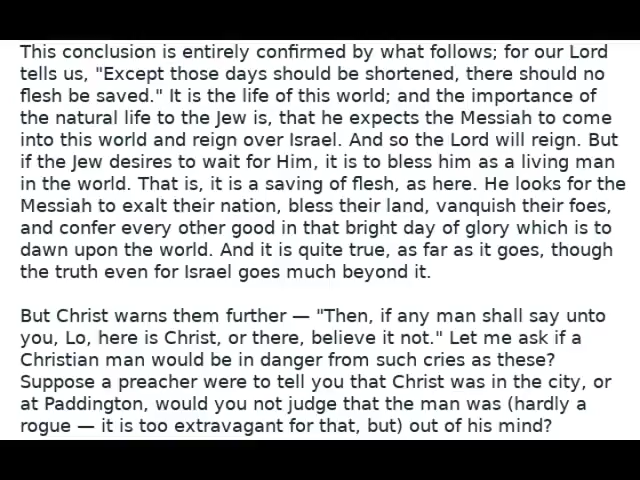 This conclusion is entirely confirmed by what follows; for our Lord
tells us, "Except those days should be shortened, there should no
flesh be saved." It is the life of this world; and the importance of
the natural life to the Jew is, that he expects the Messiah to come
into this world and reign over Israel. And so the Lord will reign. But
if the Jew desires to wait for Him, it is to bless him as a living man
in the world. That is, it is a saving of flesh, as here. He looks for the
Messiah to exalt their nation, bless their land, vanquish their foes,
and confer every other good in that bright day of glory which is to
dawn upon the world. And it is quite true, as far as it goes, though
the truth even for Israel goes much beyond it.

But Christ warns them further — "Then, if any man shall say unto
you, Lo, here is Christ, or there, believe it not." Let me ask if a
Christian man would be in danger from such cries as these?
Suppose a preacher were to tell you that Christ was in the city, or
at Paddington, would you not judge that the man was (hardly a
rogue — it is too extravagant for that, but) out of his mind?